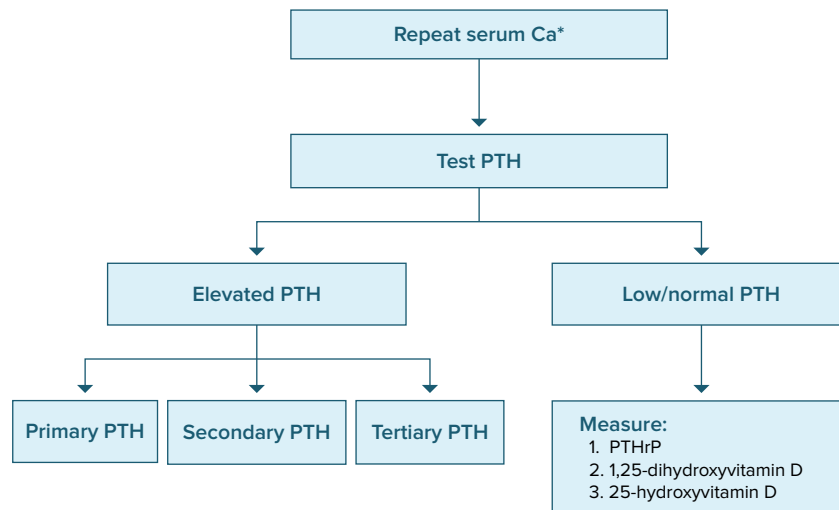 Repeat serum Ca*
Test PTH
Elevated PTH
Low/normal PTH
Primary PTH
Secondary PTH
Tertiary PTH
Measure:
1. PTHrP
2. 1,25-dihydroxyvitamin D
3. 25-hydroxyvitamin D